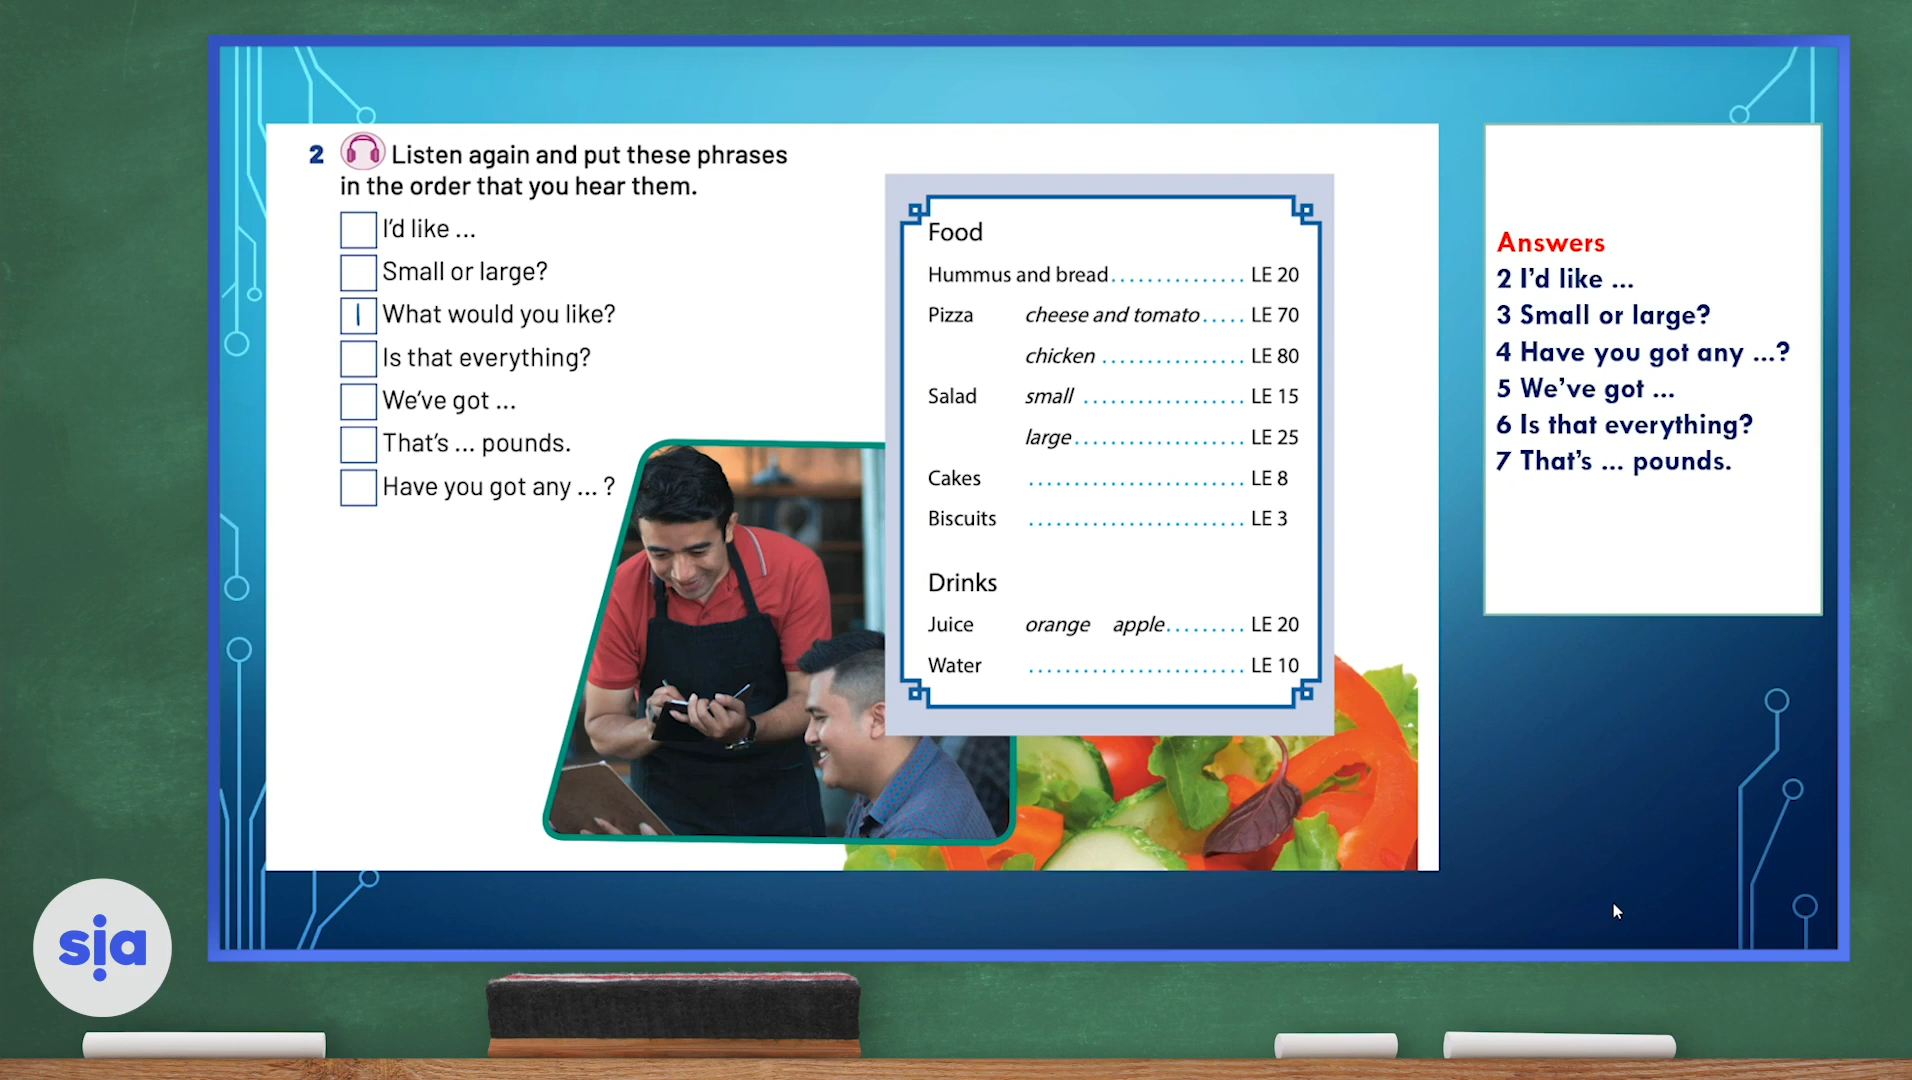 2 Listen again and put these phrases
in the order that you hear them.
I'd like ...
Small or large?
1 What would you like?
Is that everything?
We've got ...
That's ... pounds.
Have you got any ... ?
Food
Hummus and bread ............... LE 20
Pizza cheese and tomato ..... LE 70
chicken ................ LE 80
Salad small .................. LE 15
large ................... LE 25
Cakes ........................ LE 8
Biscuits ........................ LE 3
Drinks
Juice orange apple ......... LE 20
Water ........................ LE 10
Answers
2 I'd like ...
3 Small or large?
4 Have you got any ...?
5 We've got ...
6 Is that everything?
7 That's ... pounds.
sia